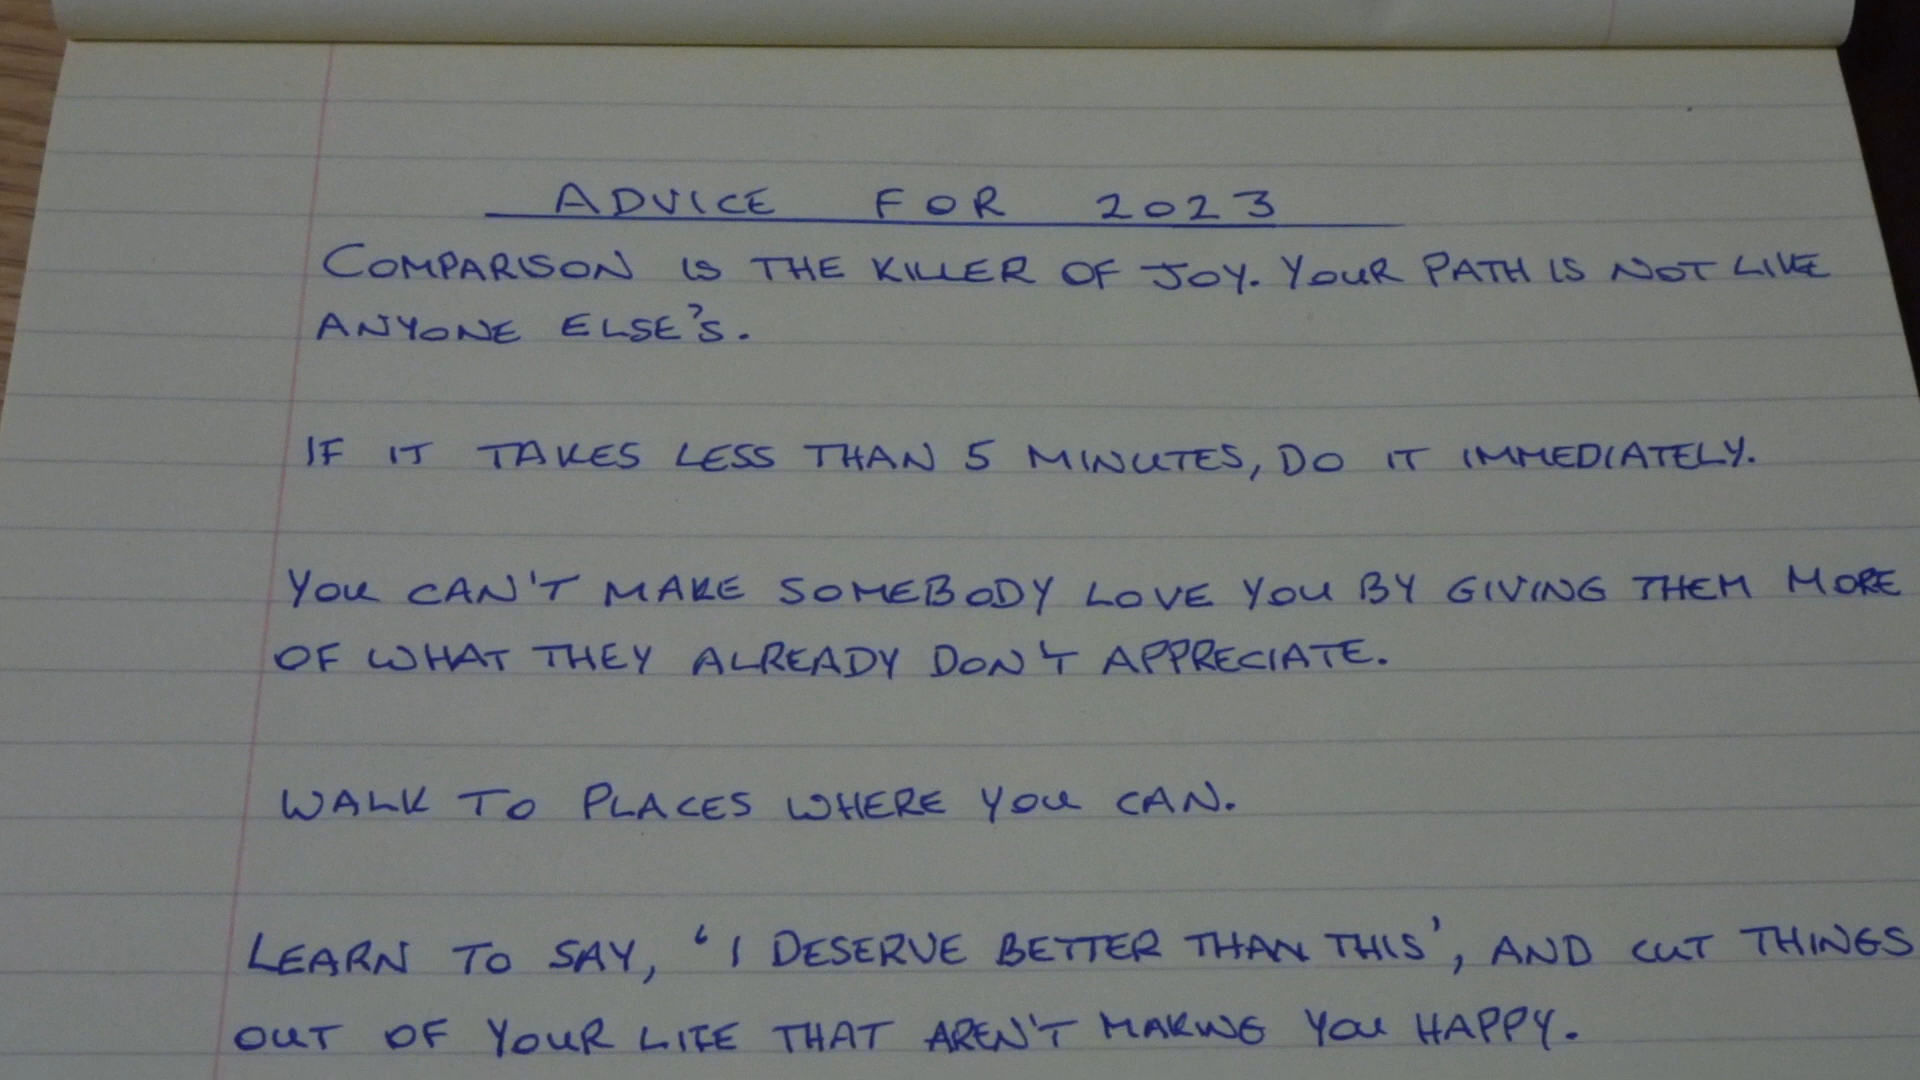 ADVICE FOR 2023
COMPARISON IS THE KILLER OF JOY. YOUR PATH IS NOT LIKE
ANYONE ELSE'S.
IF IT TAKES LESS THAN 5 MINUTES, DO IT IMMEDIATELY.
YOU CAN'T MAKE SOMEBODY LOVE YOU BY GIVING THEM MORE
OF WHAT THEY ALREADY DON'T APPRECIATE.
WALK TO PLACES WHERE YOU CAN.
LEARN TO SAY, 'I DESERVE BETTER THAN THIS', AND CUT THINGS
OUT OF YOUR LIFE THAT AREN'T MAKING YOU HAPPY.